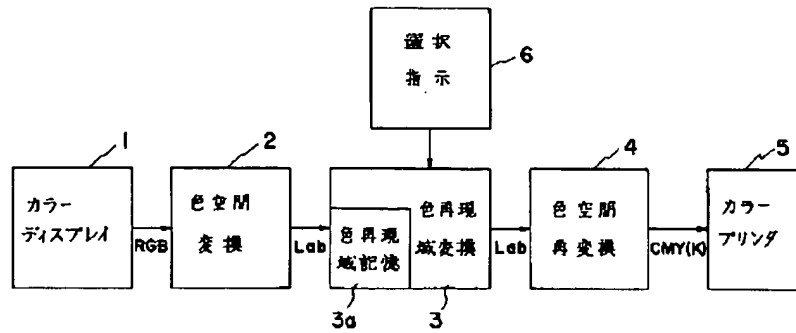 選択
指示
6
1
カラー
ディスプレイ
RGB
2
色空間
変換
Lab
色再現
域記憶
3a
色再現
域変換
3
Lab
4
色空間
再変換
CMY(K)
5
カラー
プリンタ